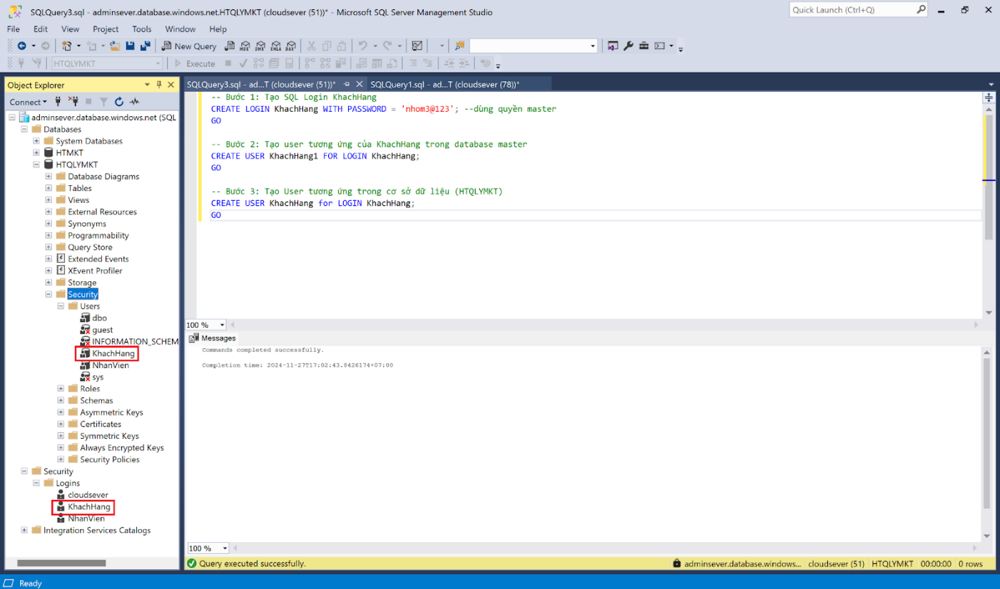 SQLQuery3.sql - adminsever.database.windows.net.HTQLYMKT (cloudsever (51))* - Microsoft SQL Server Management Studio
Quick Launch (Ctrl+Q)
File Edit View Project Tools Window Help
New Query
MDX DMX XMLA DAX
HTQLYMKT
Execute
Object Explorer
Connect
adminsever.database.windows.net (SQL
Databases
System Databases
HTMKT
HTQLYMKT
Database Diagrams
Tables
Views
External Resources
Synonyms
Programmability
Query Store
Extended Events
XEvent Profiler
Storage
Security
Users
dbo
guest
INFORMATION_SCHEM
KhachHang
NhanVien
sys
Roles
Schemas
Asymmetric Keys
Certificates
Symmetric Keys
Always Encrypted Keys
Security Policies
Security
Logins
cloudsever
KhachHang
NhanVien
Integration Services Catalogs
SQLQuery3.sql - ad...T (cloudsever (51))* SQLQuery1.sql - ad...T (cloudsever (78))*
-- Bước 1: Tạo SQL Login KhachHang
CREATE LOGIN KhachHang WITH PASSWORD = 'nhom3@123'; --dùng quyền master
GO
-- Bước 2: Tạo user tương ứng của KhachHang trong database master
CREATE USER KhachHang1 FOR LOGIN KhachHang;
GO
-- Bước 3: Tạo User tương ứng trong cơ sở dữ liệu (HTQLYMKT)
CREATE USER KhachHang for LOGIN KhachHang;
GO
100 %
Messages
Commands completed successfully.
Completion time: 2024-11-27T17:02:43.8426174+07:00
100 %
Query executed successfully.
adminsever.database.windows... cloudsever (51) HTQLYMKT 00:00:00 0 rows
Ready